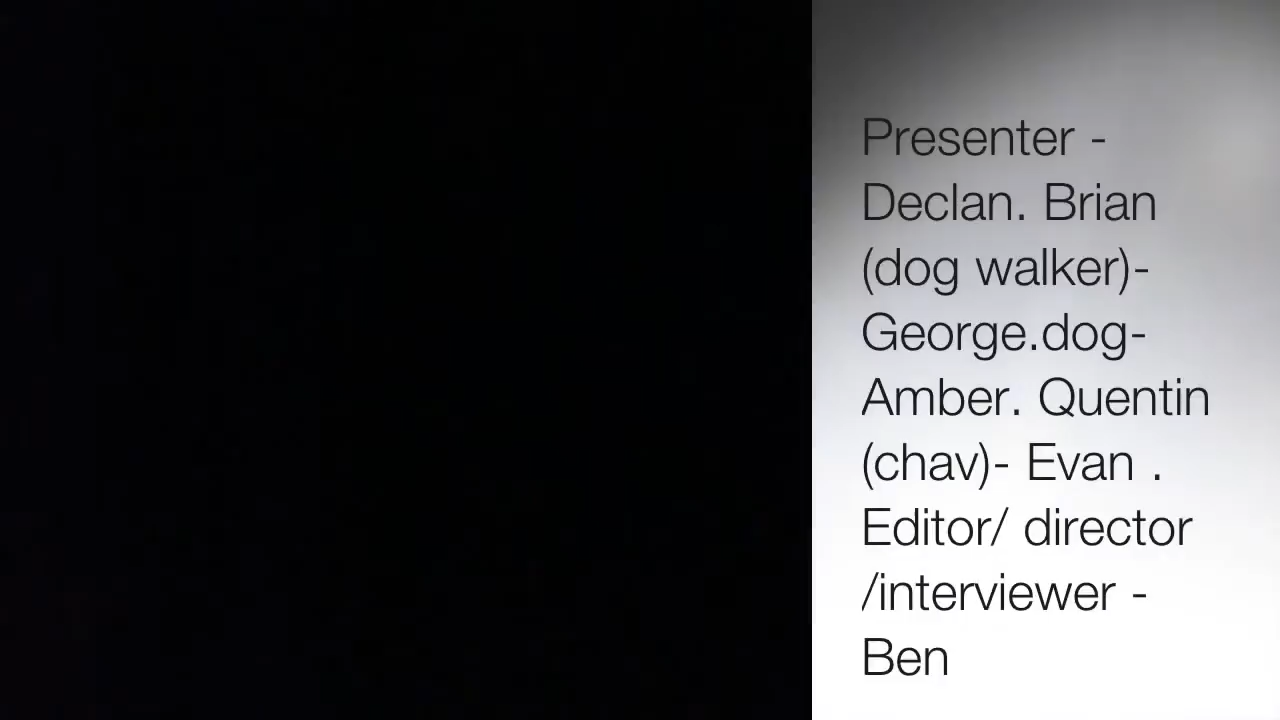 Presenter -
Declan. Brian
(dog walker)-
George.dog-
Amber. Quentin
(chav)- Evan .
Editor/ director
/interviewer -
Ben